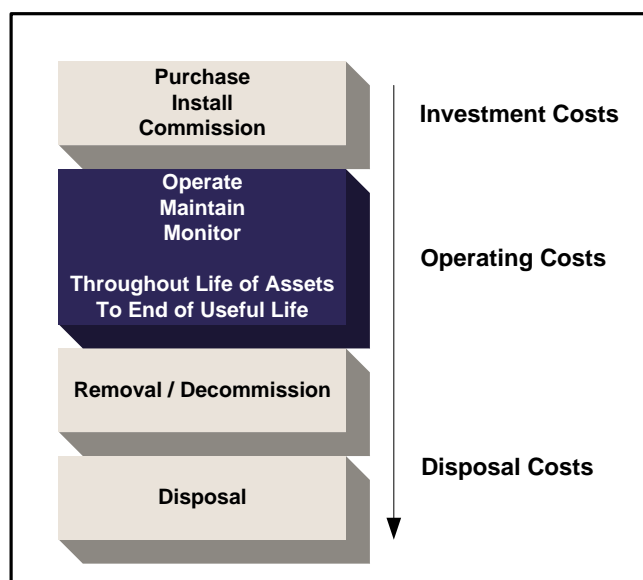 Purchase
Install
Commission
Investment Costs
Operate
Maintain
Monitor
Throughout Life of Assets
To End of Useful Life
Operating Costs
Removal / Decommission
Disposal Costs
Disposal